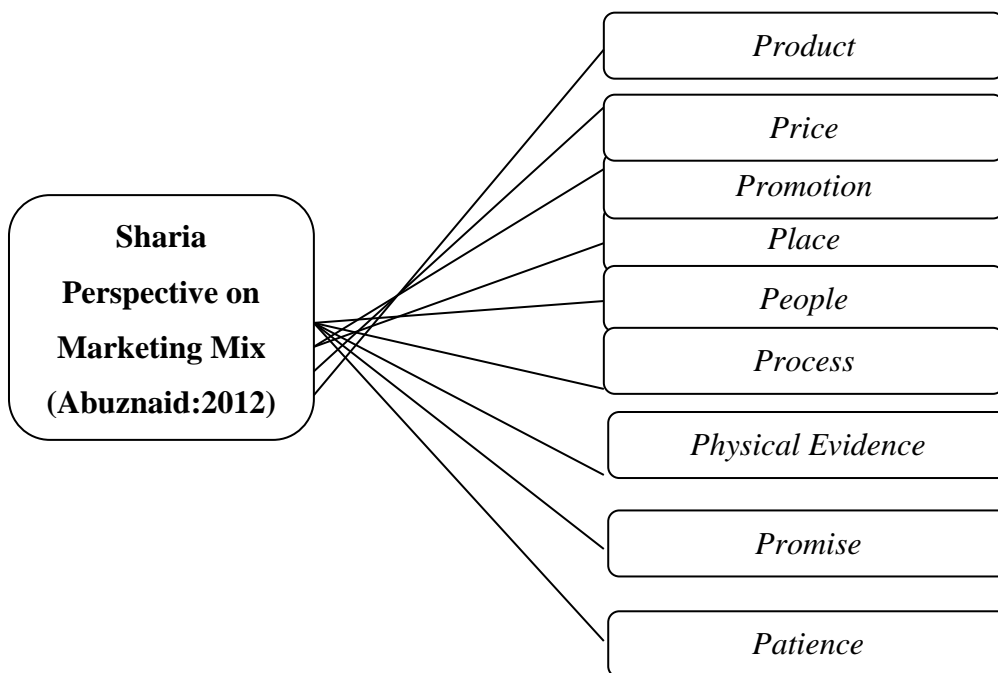 Sharia
Perspective on
Marketing Mix
(Abuznaid:2012)
Product
Price
Promotion
Place
People
Process
Physical Evidence
Promise
Patience